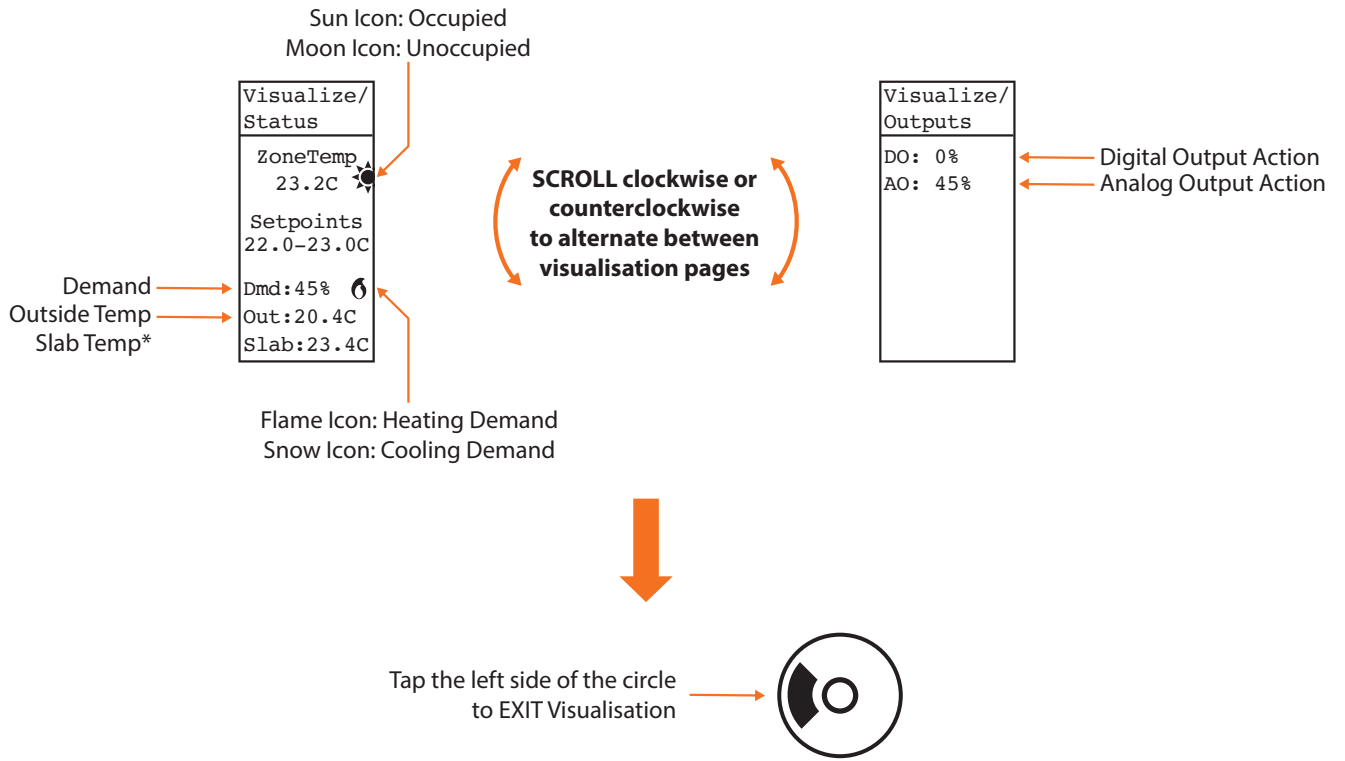 Sun Icon: Occupied
Moon Icon: Unoccupied
Visualize/
Status
ZoneTemp
23.2C
Setpoints
22.0-23.0C
Dmd:45%
Out:20.4C
Slab:23.4C
Demand
Outside Temp
Slab Temp*
Flame Icon: Heating Demand
Snow Icon: Cooling Demand
SCROLL clockwise or
counterclockwise
to alternate between
visualisation pages
Visualize/
Outputs
DO: 0%
AO: 45%
Digital Output Action
Analog Output Action
Tap the left side of the circle
to EXIT Visualisation